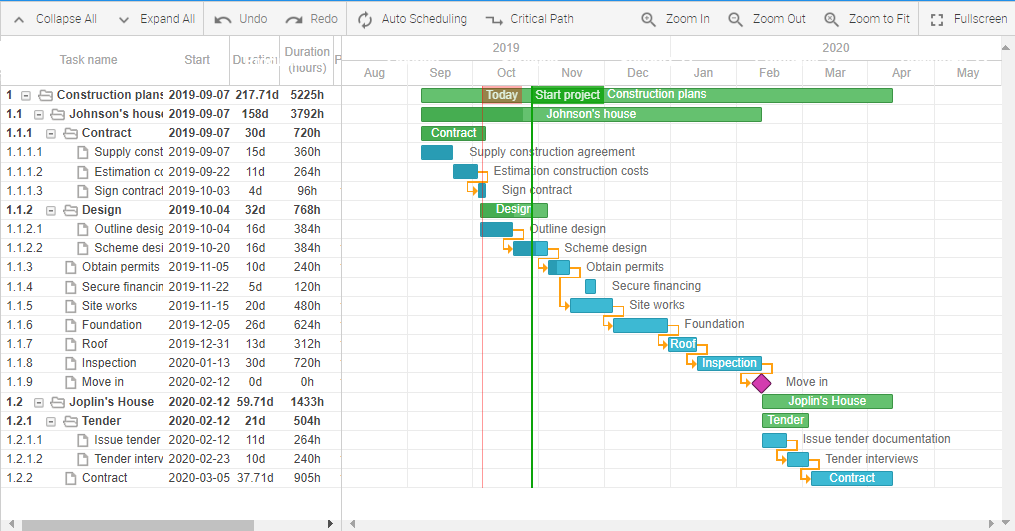 Collapse All Expand All Undo Redo Auto Scheduling Critical Path Zoom In Zoom Out Zoom to Fit Fullscreen
Task name Start Duration (hours) 2019 2020
Aug Sep Oct Nov Dec Jan Feb Mar Apr May
1 Construction plans 2019-09-07 217.71d 5225h Today Start project Construction plans
1.1 Johnson's hous 2019-09-07 158d 3792h Johnson's house
1.1.1 Contract 2019-09-07 30d 720h Contract
1.1.1.1 Supply const 2019-09-07 15d 360h Supply construction agreement
1.1.1.2 Estimation cc 2019-09-22 11d 264h Estimation construction costs
1.1.1.3 Sign contract 2019-10-03 4d 96h Sign contract
1.1.2 Design 2019-10-04 32d 768h Design
1.1.2.1 Outline desig 2019-10-04 16d 384h Outline design
1.1.2.2 Scheme desi 2019-10-20 16d 384h Scheme design
1.1.3 Obtain permits 2019-11-05 10d 240h Obtain permits
1.1.4 Secure financin 2019-11-22 5d 120h Secure financing
1.1.5 Site works 2019-11-15 20d 480h Site works
1.1.6 Foundation 2019-12-05 26d 624h Foundation
1.1.7 Roof 2019-12-31 13d 312h Roof
1.1.8 Inspection 2020-01-13 30d 720h Inspection
1.1.9 Move in 2020-02-12 0d 0h Move in
1.2 Joplin's House 2020-02-12 59.71d 1433h Joplin's House
1.2.1 Tender 2020-02-12 21d 504h Tender
1.2.1.1 Issue tender 2020-02-12 11d 264h Issue tender documentation
1.2.1.2 Tender interv 2020-02-23 10d 240h Tender interviews
1.2.2 Contract 2020-03-05 37.71d 905h Contract